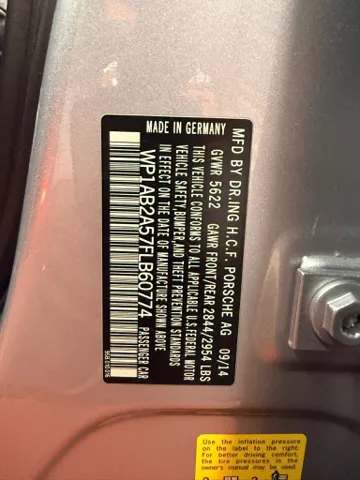 MFD BY DR.ING H.C.F. PORSCHE AG 09/14
GVWR 5622 GAWR FRONT/REAR 2844/2954 LBS
THIS VEHICLE CONFORMS TO ALL APPLICABLE U.S.FEDERAL MOTOR
VEHICLE SAFETY,BUMPER,AND THEFT PREVENTION STANDARDS
IN EFFECT ON THE DATE OF MANUFACTURE SHOWN ABOVE
WP1AB2A57FLB60774 PASSENGER CAR
MADE IN GERMANY
Use the inflation pressure
on the label to the right.
For better driving comfort,
the tire pressures in the
owner's manual may be used.